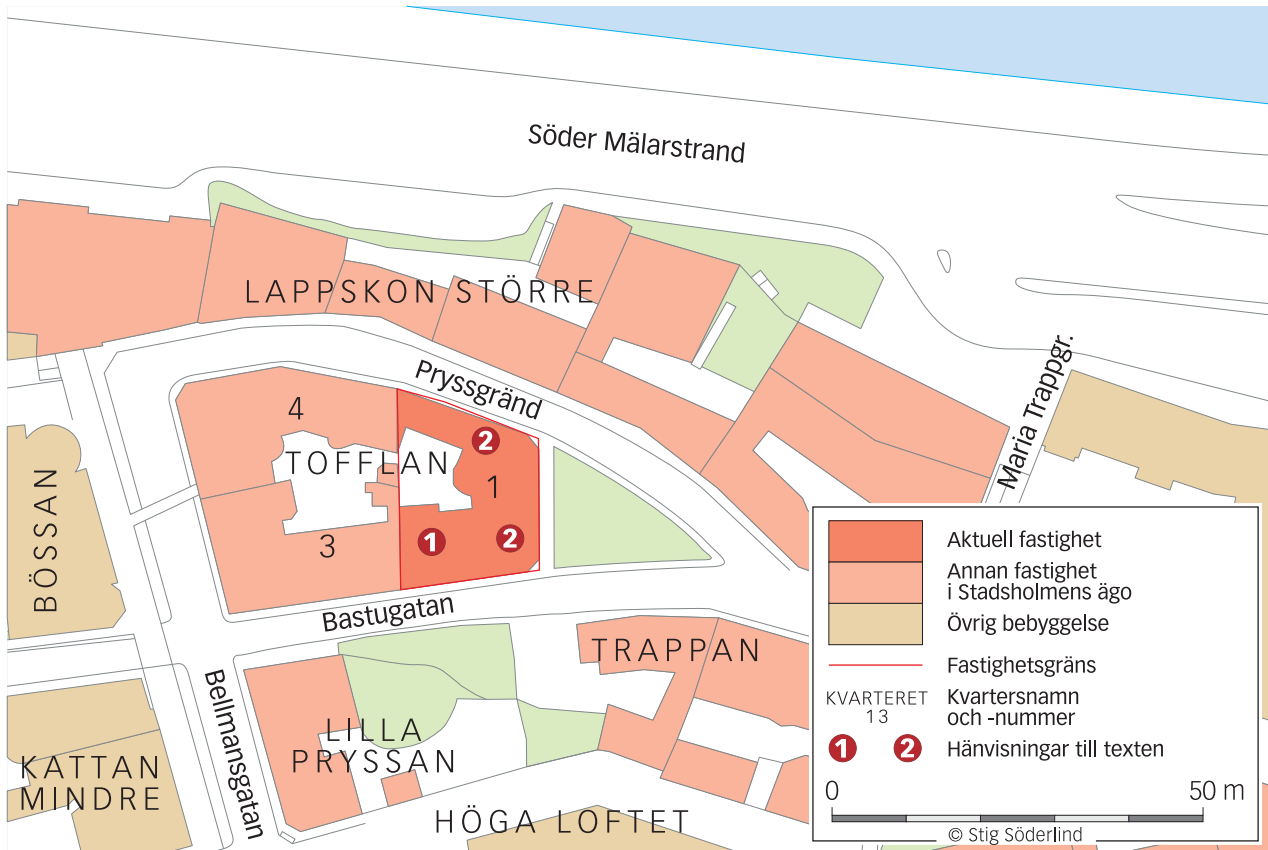 Söder Mälarstrand
LAPPSKON STÖRRE
Maria Trappgr.
Pryssgränd
4
2
TOFFLAN
1
BÖSSAN
3
1
2
Bastugatan
TRAPPAN
Bellmansgatan
LILLA
PRYSSAN
KATTAN
MINDRE
HÖGA LOFTET
Aktuell fastighet
Annan fastighet
i Stadsholmens ägo
Övrig bebyggelse
Fastighetsgräns
KVARTERET
13
Kvartersnamn
och -nummer
1 2 Hänvisningar till texten
0 50 m
© Stig Söderlind